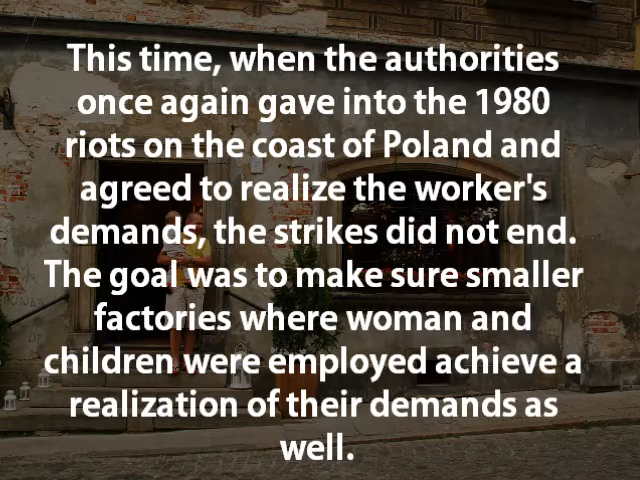 This time, when the authorities
once again gave into the 1980
riots on the coast of Poland and
agreed to realize the worker's
demands, the strikes did not end.
The goal was to make sure smaller
factories where woman and
children were employed achieve a
realization of their demands as
well.